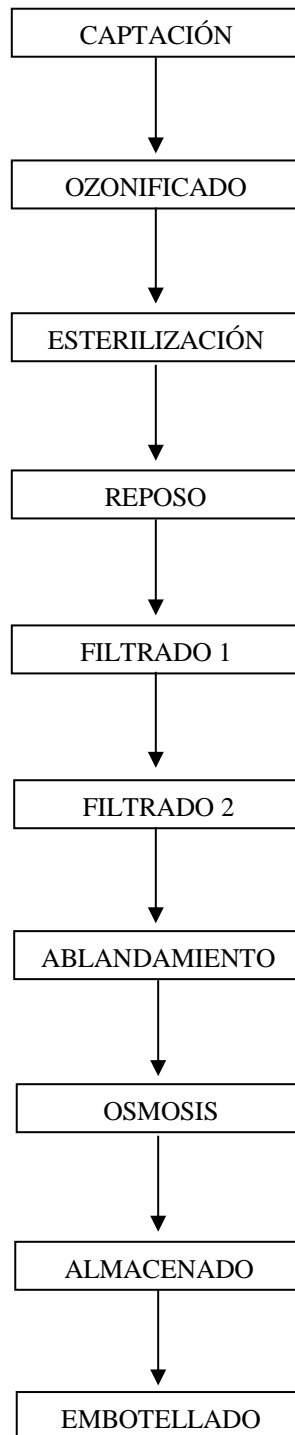 CAPTACIÓN
OZONIFICADO
ESTERILIZACIÓN
REPOSO
FILTRADO 1
FILTRADO 2
ABLANDAMIENTO
OSMOSIS
ALMACENADO
EMBOTELLADO